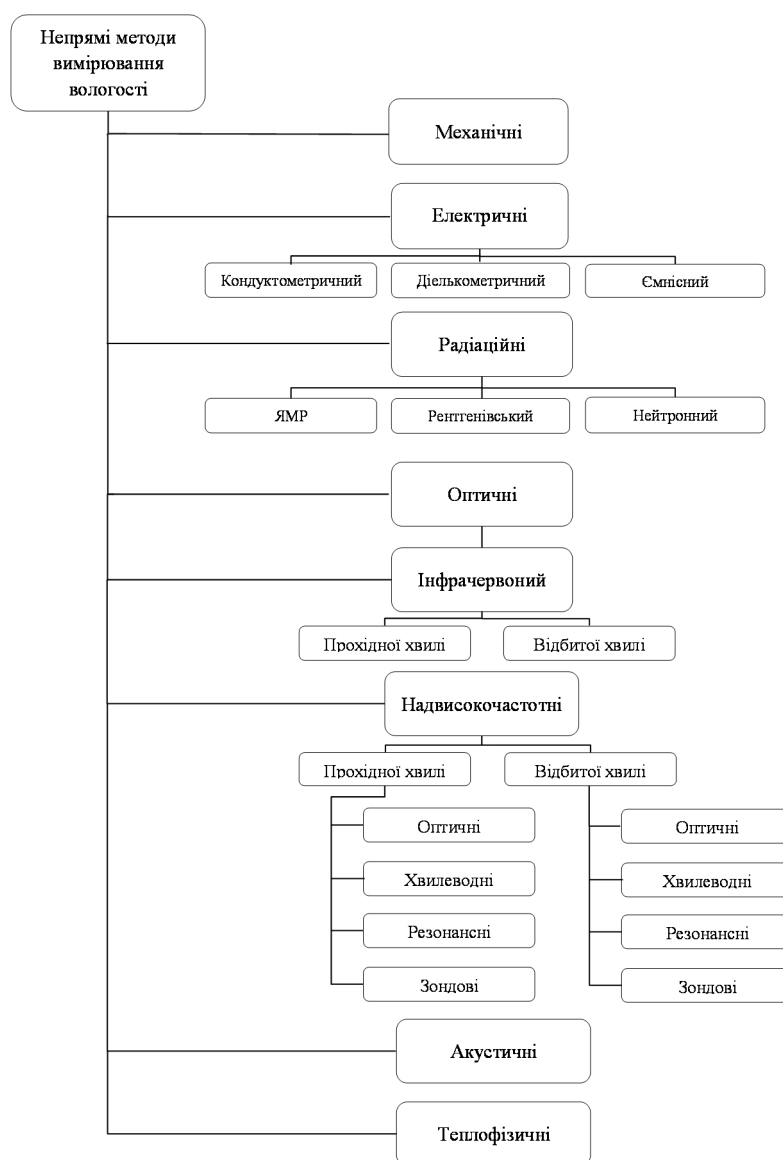 Непрямі методи
вимірювання
вологості
Механічні
Електричні
Кондуктометричний
Діелькометричний
Ємнісний
Радіаційні
ЯМР
Рентгенівський
Нейтронний
Оптичні
Інфрачервоний
Прохідної хвилі
Відбитої хвилі
Надвисокочастотні
Прохідної хвилі
Відбитої хвилі
Оптичні
Оптичні
Хвилеводні
Хвилеводні
Резонансні
Резонансні
Зондові
Зондові
Акустичні
Теплофізичні